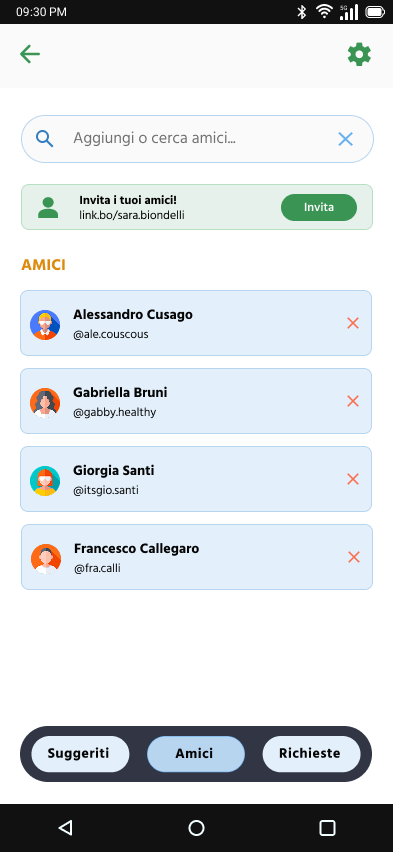 09:30 PM
5G
Aggiungi o cerca amici...
Invita i tuoi amici!
link.bo/sara.biondelli
Invita
AMICI
Alessandro Cusago
@ale.couscous
Gabriella Bruni
@gabby.healthy
Giorgia Santi
@itsgio.santi
Francesco Callegaro
@fra.calli
Suggeriti
Amici
Richieste